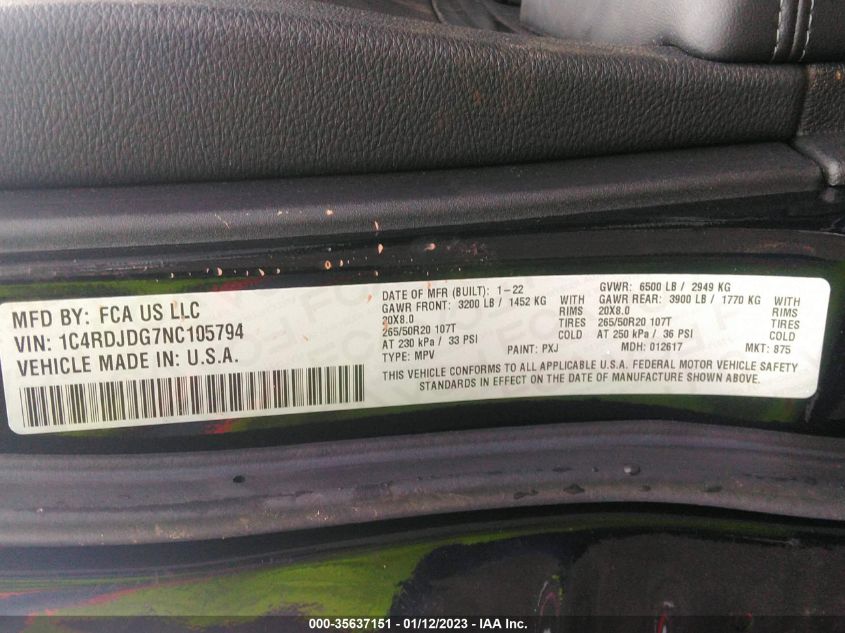 MFD BY: FCA US LLC
VIN: 1C4RDJDG7NC105794
VEHICLE MADE IN: U.S.A.
DATE OF MFR (BUILT): 1-22
GAWR FRONT: 3200 LB / 1452 KG WITH
20X8.0 RIMS
265/50R20 107T TIRES
AT 230 kPa / 33 PSI COLD
TYPE: MPV PAINT: PXJ
GVWR: 6500 LB / 2949 KG
GAWR REAR: 3900 LB / 1770 KG WITH
20X8.0 RIMS
265/50R20 107T TIRES
AT 250 kPa / 36 PSI COLD
MDH: 012617 MKT: 875
THIS VEHICLE CONFORMS TO ALL APPLICABLE U.S.A. FEDERAL MOTOR VEHICLE SAFETY
STANDARDS IN EFFECT ON THE DATE OF MANUFACTURE SHOWN ABOVE.
000-35637151 - 01/12/2023 - IAA Inc.